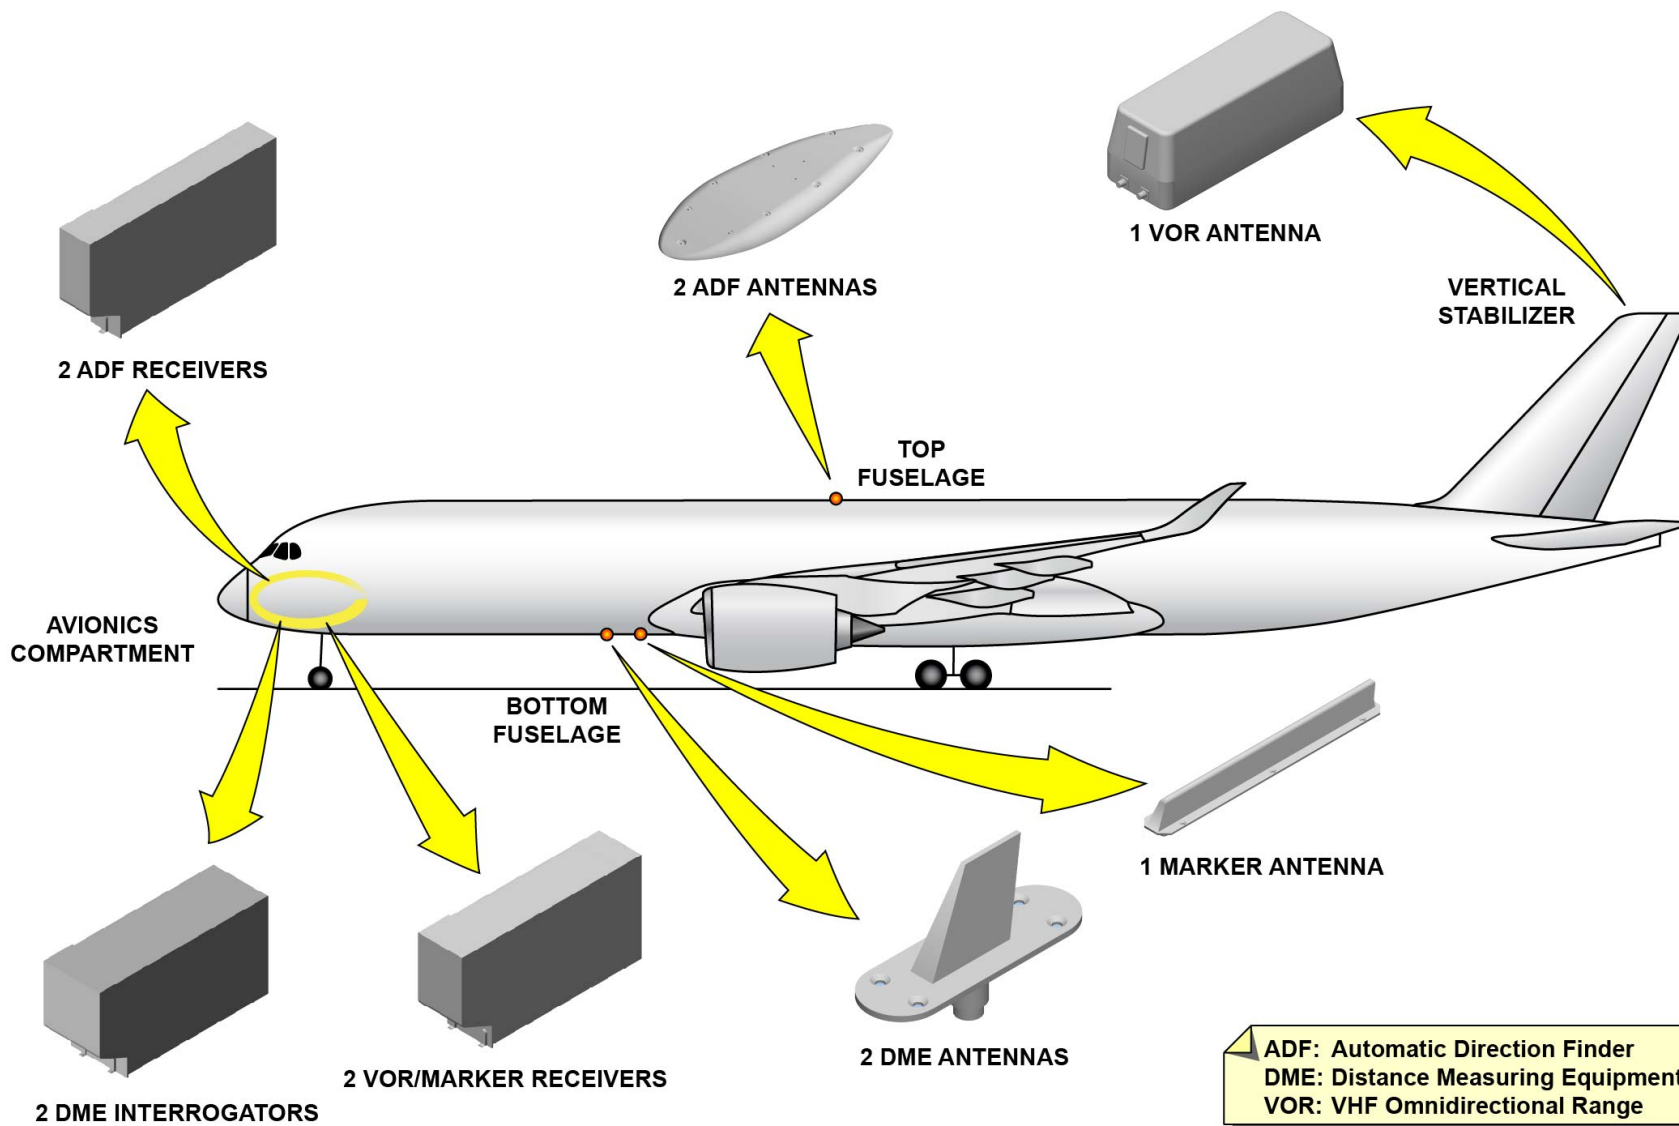 1 VOR ANTENNA
2 ADF ANTENNAS
VERTICAL
STABILIZER
2 ADF RECEIVERS
TOP
FUSELAGE
AVIONICS
COMPARTMENT
BOTTOM
FUSELAGE
1 MARKER ANTENNA
2 DME ANTENNAS
2 VOR/MARKER RECEIVERS
2 DME INTERROGATORS
ADF: Automatic Direction Finder
DME: Distance Measuring Equipment
VOR: VHF Omnidirectional Range